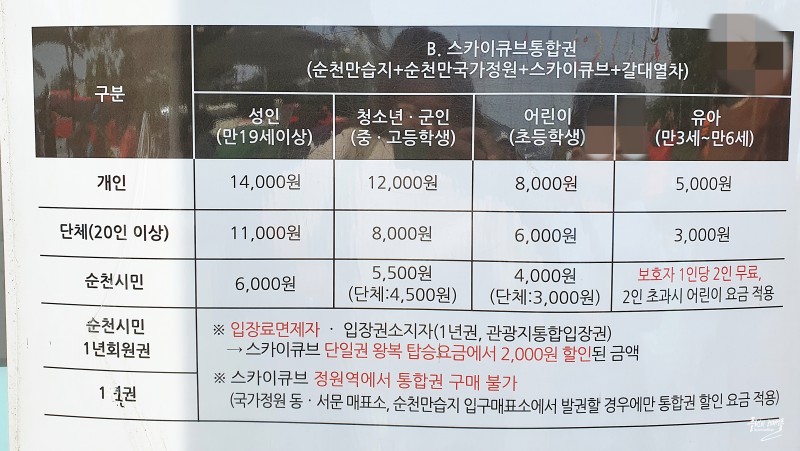 구분
B. 스카이큐브통합권
(순천만습지+순천만국가정원+스카이큐브+갈대열차)
성인
(만19세이상)
청소년 · 군인
(중 · 고등학생)
어린이
(초등학생)
유아
(만3세~만6세)
개인
14,000원
12,000원
8,000원
5,000원
단체(20인 이상)
11,000원
8,000원
6,000원
3,000원
순천시민
6,000원
5,500원
(단체:4,500원)
4,000원
(단체:3,000원)
보호자 1인당 2인 무료,
2인 초과시 어린이 요금 적용
순천시민
1년회원권
1년권
※ 입장료면제자 · 입장권소지자(1년권, 관광지통합입장권)
→ 스카이큐브 단일권 왕복 탑승요금에서 2,000원 할인된 금액
※ 스카이큐브 정원역에서 통합권 구매 불가
(국가정원 동 · 서문 매표소, 순천만습지 입구매표소에서 발권할 경우에만 통합권 할인 요금 적용)